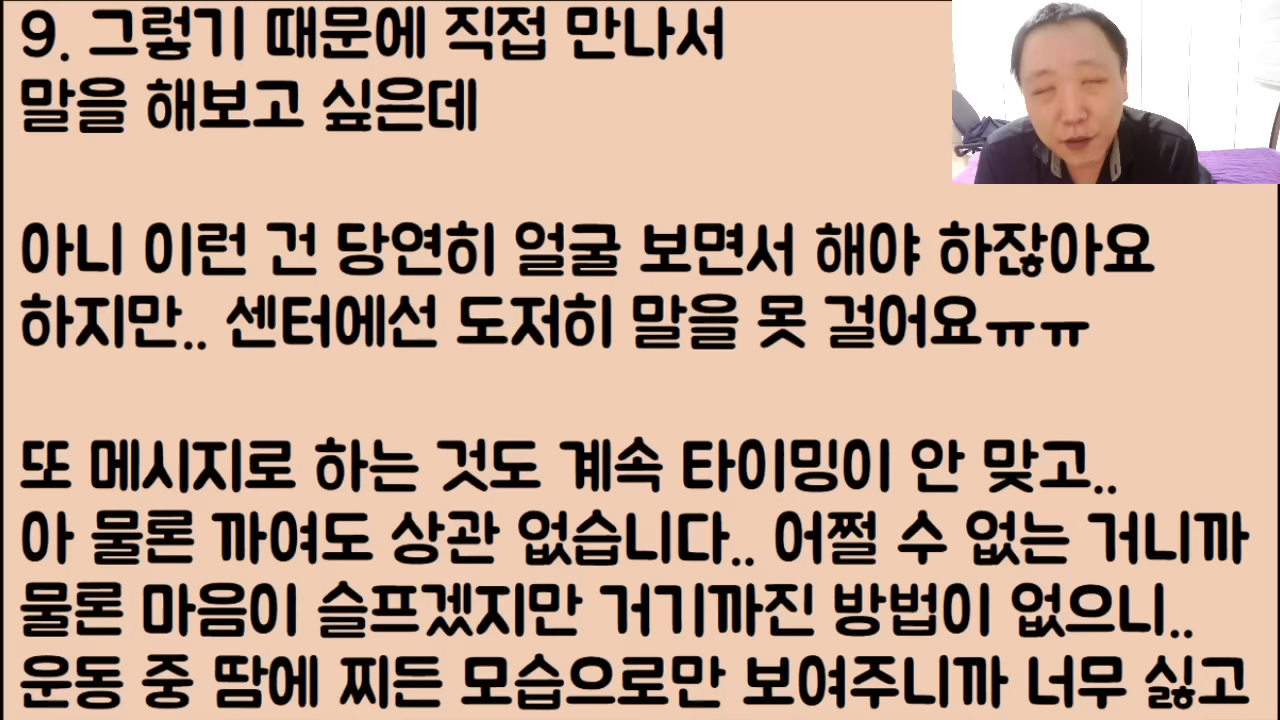 9. 그렇기 때문에 직접 만나서
말을 해보고 싶은데
아니 이런 건 당연히 얼굴 보면서 해야 하잖아요
하지만.. 센터에선 도저히 말을 못 걸어요ㅠㅠ
또 메시지로 하는 것도 계속 타이밍이 안 맞고..
아 물론 까여도 상관 없습니다.. 어쩔 수 없는 거니까
물론 마음이 슬프겠지만 거기까진 방법이 없으니..
운동 중 땀에 찌든 모습으로만 보여주니까 너무 싫고